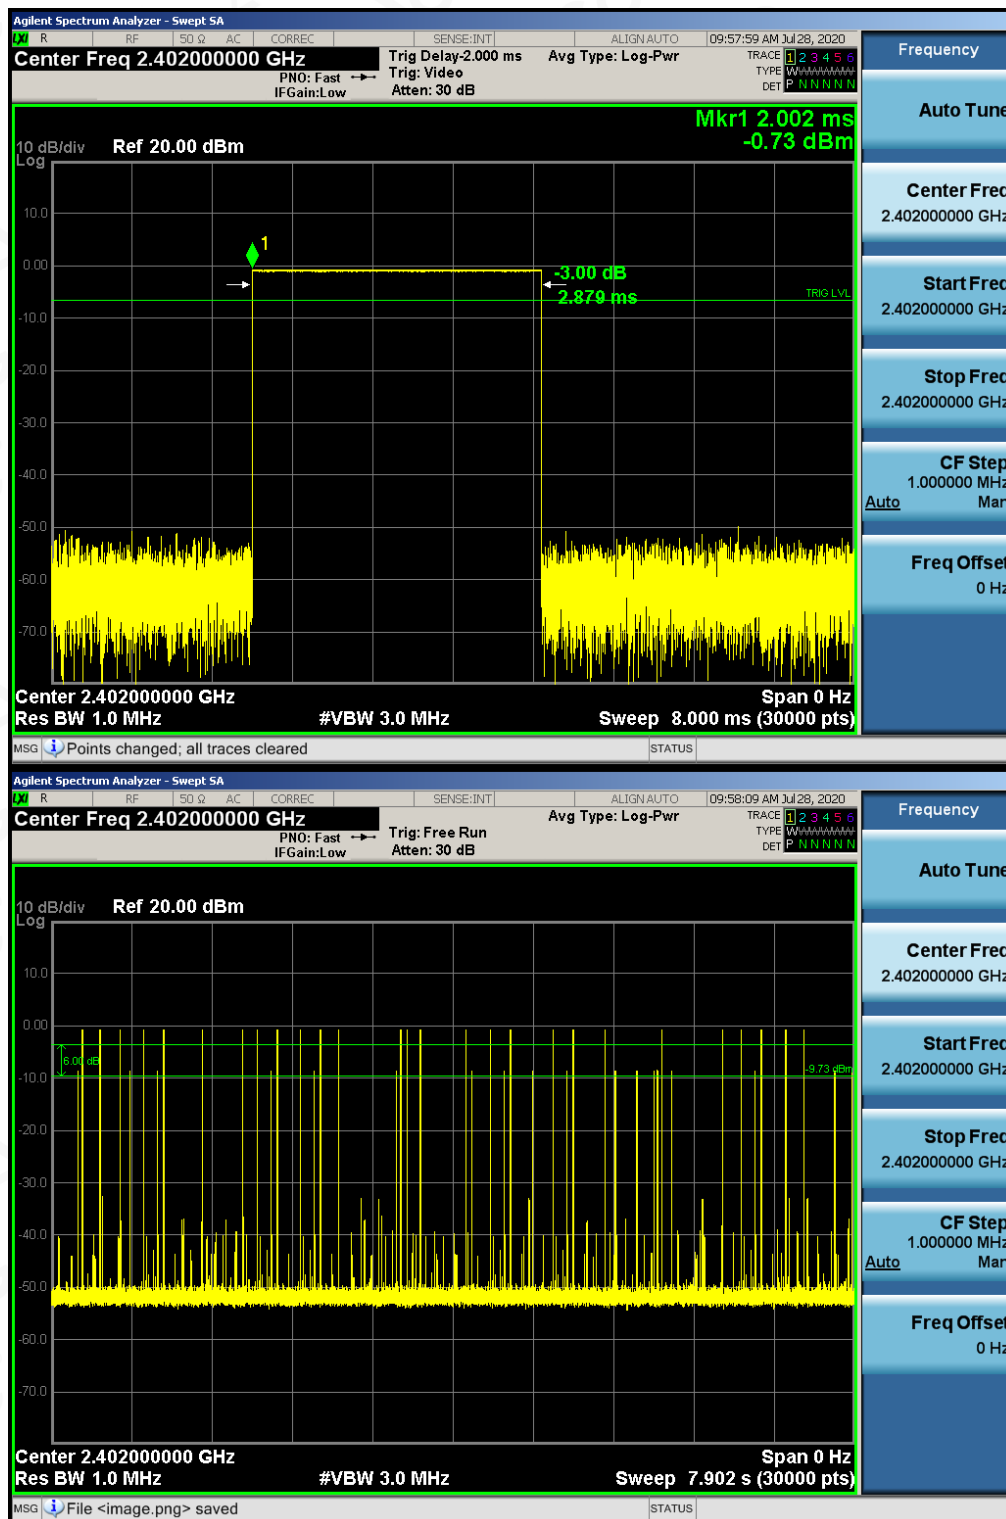 Agilent Spectrum Analyzer - Swept SA
LXI R RF 50 Ω AC CORREC SENSE:INT ALIGNAUTO 09:57:59 AM Jul 28, 2020
Center Freq 2.402000000 GHz
PNO: Fast
IFGain:Low
Trig Delay-2.000 ms
Trig: Video
Atten: 30 dB
Avg Type: Log-Pwr
TRACE 1 2 3 4 5 6
TYPE W
DET P N N N N N
Mkr1 2.002 ms
-0.73 dBm
10 dB/div
Log
Ref 20.00 dBm
10.0
0.00
-10.0
-20.0
-30.0
-40.0
-50.0
-60.0
-70.0
1
-3.00 dB
2.879 ms
TRIG LVL
Center 2.402000000 GHz
Res BW 1.0 MHz
#VBW 3.0 MHz
Span 0 Hz
Sweep 8.000 ms (30000 pts)
MSG Points changed; all traces cleared STATUS
Frequency
Auto Tune
Center Freq
2.402000000 GHz
Start Freq
2.402000000 GHz
Stop Freq
2.402000000 GHz
CF Step
1.000000 MHz
Auto Man
Freq Offset
0 Hz
Agilent Spectrum Analyzer - Swept SA
LXI R RF 50 Ω AC CORREC SENSE:INT ALIGNAUTO 09:58:09 AM Jul 28, 2020
Center Freq 2.402000000 GHz
PNO: Fast
IFGain:Low
Trig: Free Run
Atten: 30 dB
Avg Type: Log-Pwr
TRACE 1 2 3 4 5 6
TYPE W
DET P N N N N N
10 dB/div
Log
Ref 20.00 dBm
10.0
0.00
-10.0
-20.0
-30.0
-40.0
-50.0
-60.0
-70.0
6.00 dB
-9.73 dBm
Center 2.402000000 GHz
Res BW 1.0 MHz
#VBW 3.0 MHz
Span 0 Hz
Sweep 7.902 s (30000 pts)
MSG File <image.png> saved STATUS
Frequency
Auto Tune
Center Freq
2.402000000 GHz
Start Freq
2.402000000 GHz
Stop Freq
2.402000000 GHz
CF Step
1.000000 MHz
Auto Man
Freq Offset
0 Hz